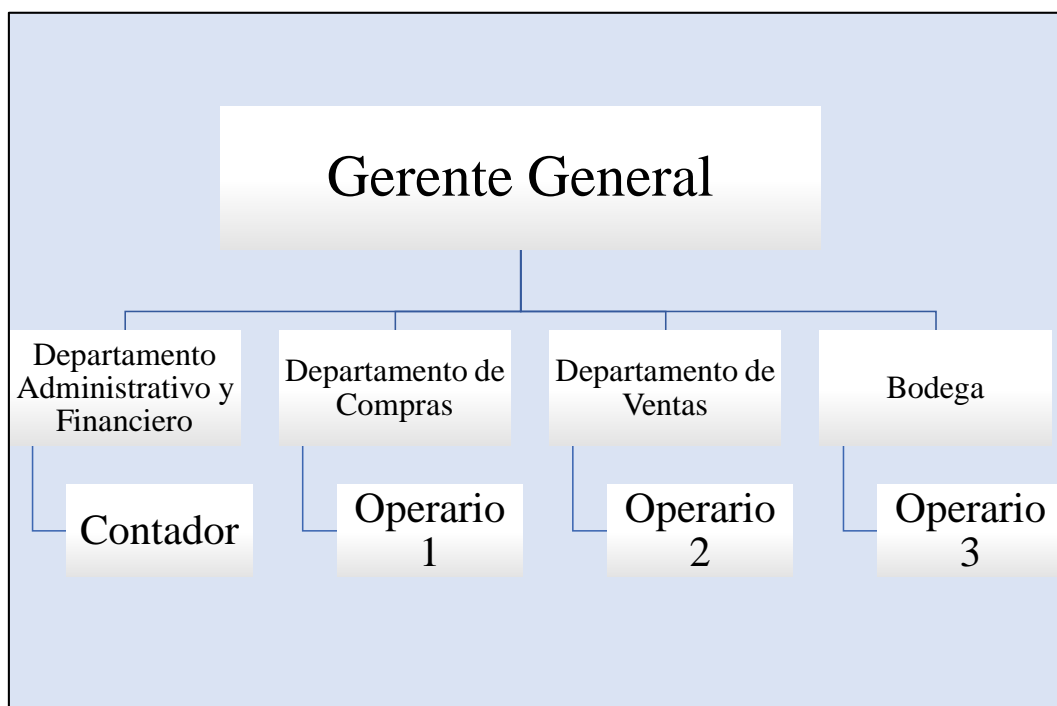 Gerente General
Departamento
Administrativo y
Financiero
Departamento de
Compras
Departamento de
Ventas
Bodega
Contador
Operario
1
Operario
2
Operario
3